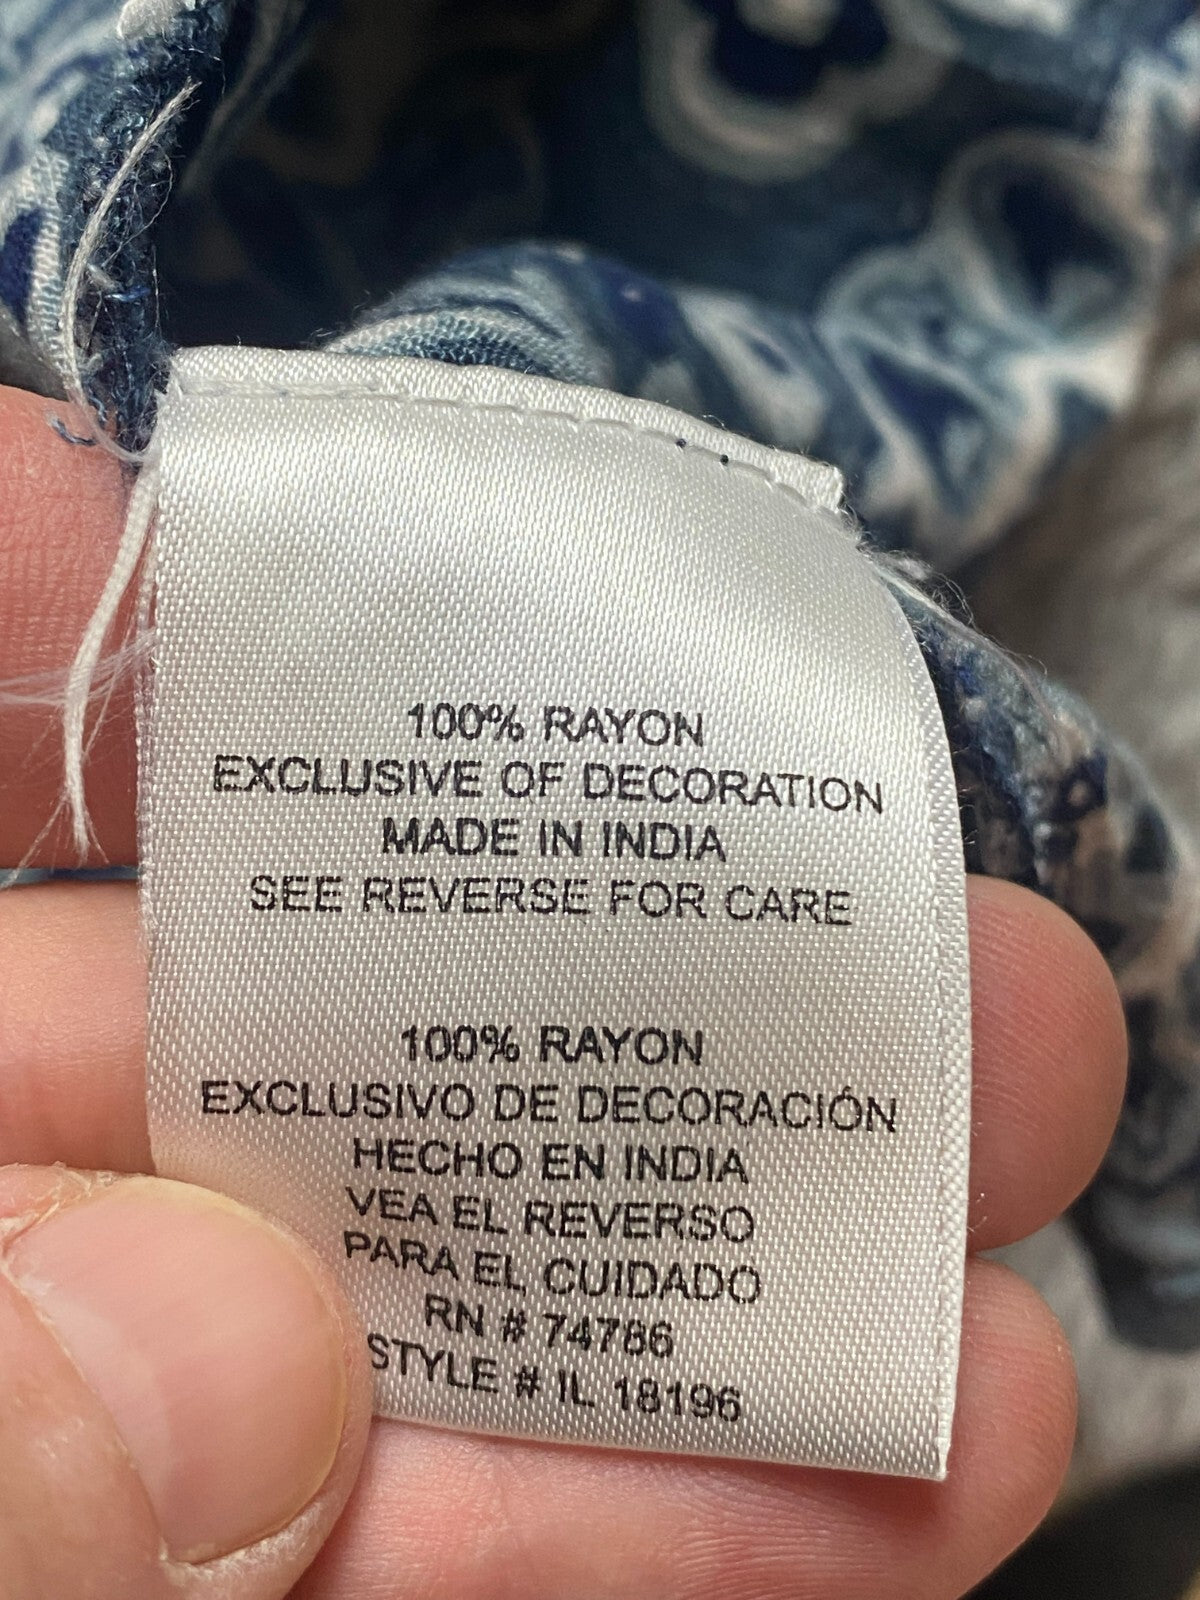 100% RAYON
EXCLUSIVE OF DECORATION
MADE IN INDIA
SEE REVERSE FOR CARE
100% RAYON
EXCLUSIVO DE DECORACIÓN
HECHO EN INDIA
VEA EL REVERSO
PARA EL CUIDADO
RN # 74786
STYLE # IL 18196